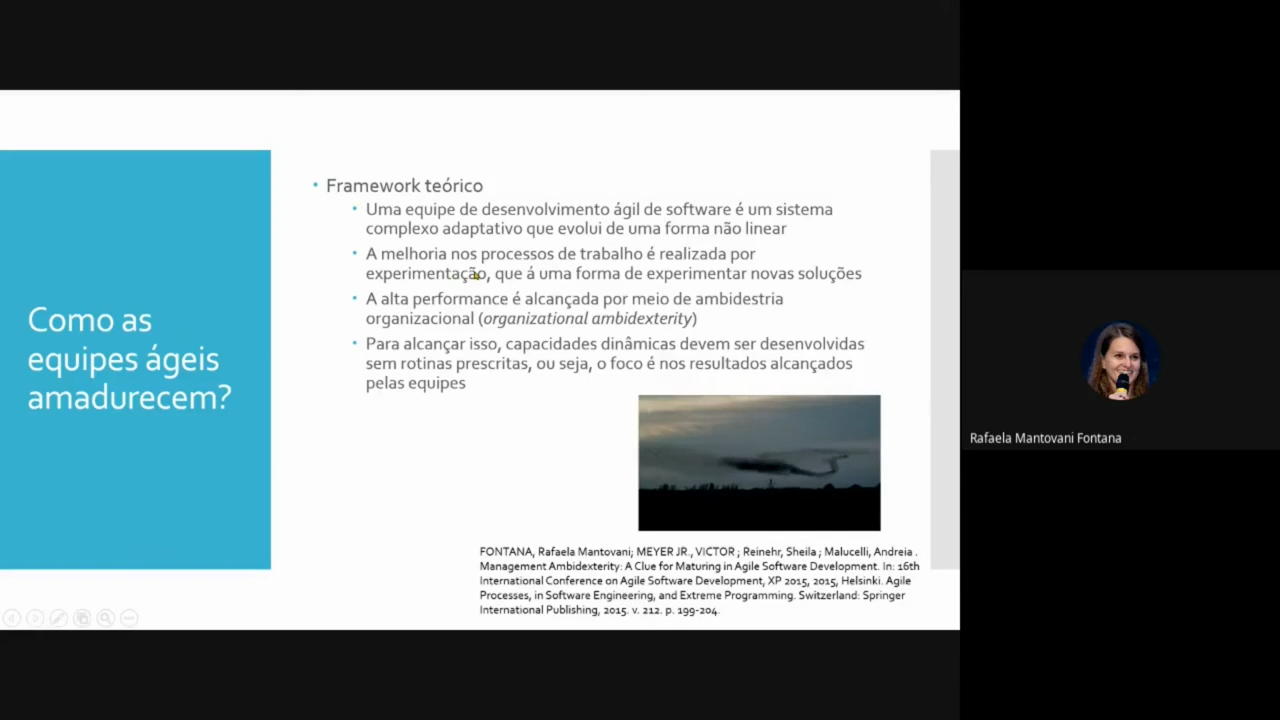 Como as
equipes ágeis
amadurecem?
• Framework teórico
• Uma equipe de desenvolvimento ágil de software é um sistema
complexo adaptativo que evolui de uma forma não linear
• A melhoria nos processos de trabalho é realizada por
experimentação, que á uma forma de experimentar novas soluções
• A alta performance é alcançada por meio de ambidestria
organizacional (organizational ambidexterity)
• Para alcançar isso, capacidades dinâmicas devem ser desenvolvidas
sem rotinas prescritas, ou seja, o foco é nos resultados alcançados
pelas equipes
FONTANA, Rafaela Mantovani; MEYER JR., VICTOR ; Reinehr, Sheila ; Malucelli, Andreia .
Management Ambidexterity: A Clue for Maturing in Agile Software Development. In: 16th
International Conference on Agile Software Development, XP 2015, 2015, Helsinki. Agile
Processes, in Software Engineering, and Extreme Programming. Switzerland: Springer
International Publishing, 2015. v. 212. p. 199-204.
Rafaela Mantovani Fontana